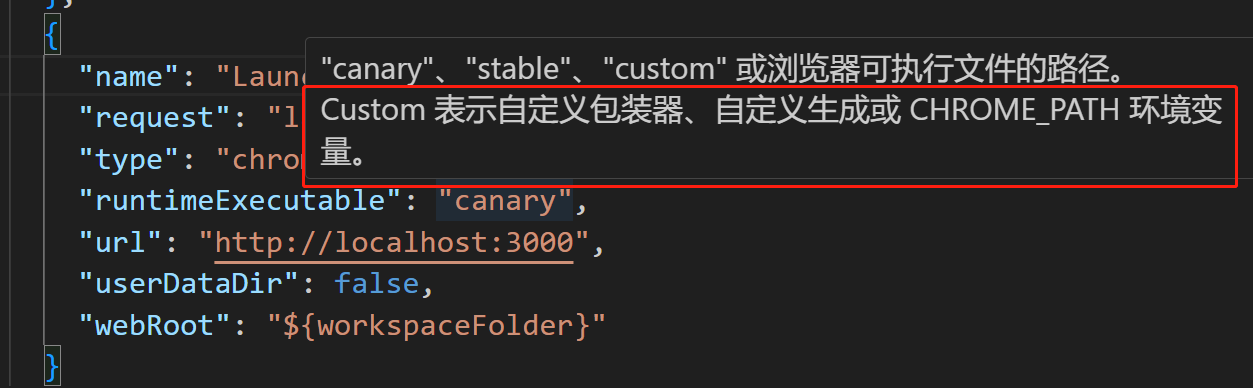 },
{
"name": "Laun
"canary"、"stable"、"custom" 或浏览器可执行文件的路径。
"request": "l
Custom 表示自定义包装器、自定义生成或 CHROME_PATH 环境变
量。
"type": "chro
"runtimeExecutable": "canary",
"url": "http://localhost:3000",
"userDataDir": false,
"webRoot": "${workspaceFolder}"
}